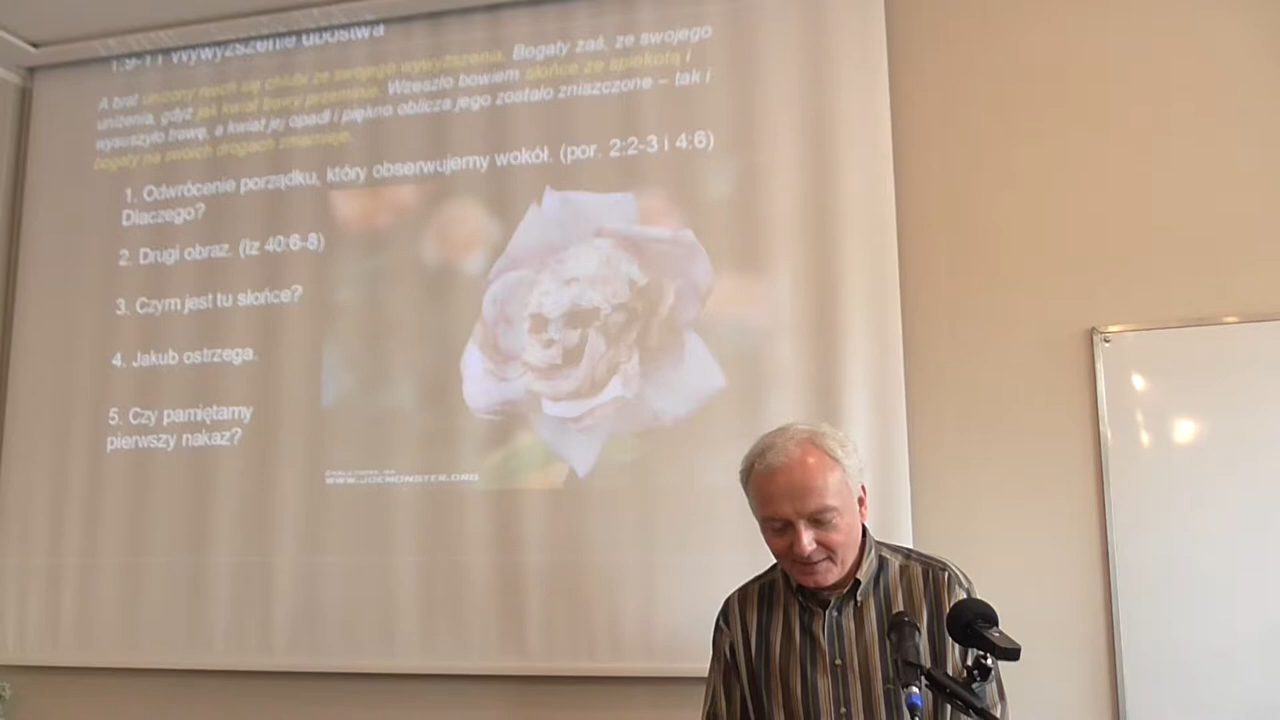 1:9-11 Wywyższenie ubóstwa
A brat uniżony niech się chlubi ze swojego wywyższenia. Bogaty zaś, ze swojego
uniżenia, gdyż jak kwiat trawy przeminie. Wzeszło bowiem słońce ze spiekotą i
wysuszyło trawę, a kwiat jej opadł i piękno oblicza jego zostało zniszczone – tak i
bogaty na swoich drogach zmarnieje.
1. Odwrócenie porządku, który obserwujemy wokół. (por. 2:2-3 i 4:6)
Dlaczego?
2. Drugi obraz. (Iz 40:6-8)
3. Czym jest tu słońce?
4. Jakub ostrzega.
5. Czy pamiętamy
pierwszy nakaz?
WWW.JOEMONSTER.ORG